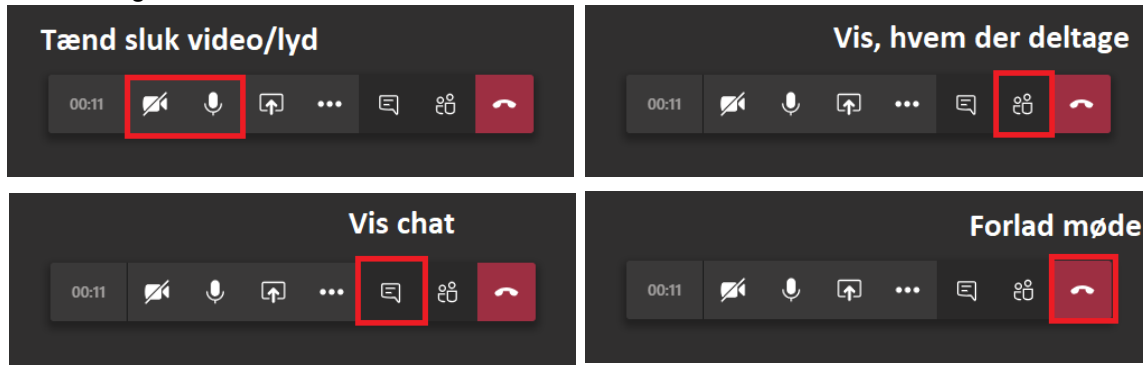 Tænd sluk video/lyd
00:11
Vis, hvem der deltage
00:11
Vis chat
00:11
Forlad møde
00:11